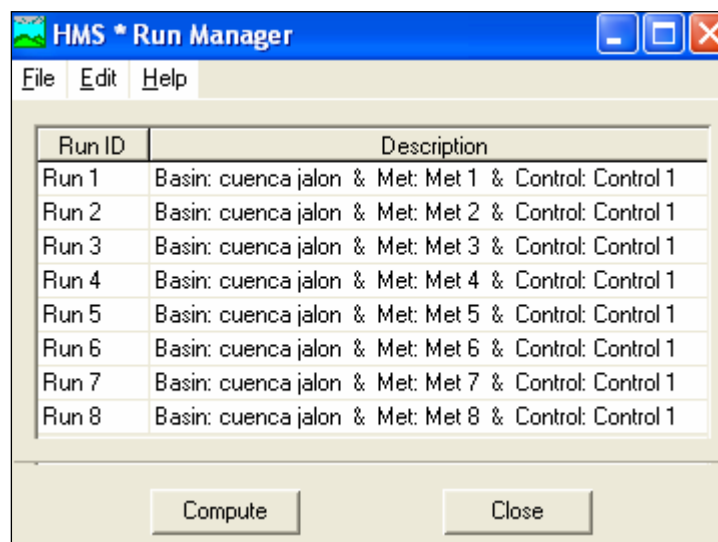 HMS * Run Manager
File Edit Help
Run ID Description
Run 1 Basin: cuenca jalon & Met: Met 1 & Control: Control 1
Run 2 Basin: cuenca jalon & Met: Met 2 & Control: Control 1
Run 3 Basin: cuenca jalon & Met: Met 3 & Control: Control 1
Run 4 Basin: cuenca jalon & Met: Met 4 & Control: Control 1
Run 5 Basin: cuenca jalon & Met: Met 5 & Control: Control 1
Run 6 Basin: cuenca jalon & Met: Met 6 & Control: Control 1
Run 7 Basin: cuenca jalon & Met: Met 7 & Control: Control 1
Run 8 Basin: cuenca jalon & Met: Met 8 & Control: Control 1
Compute Close